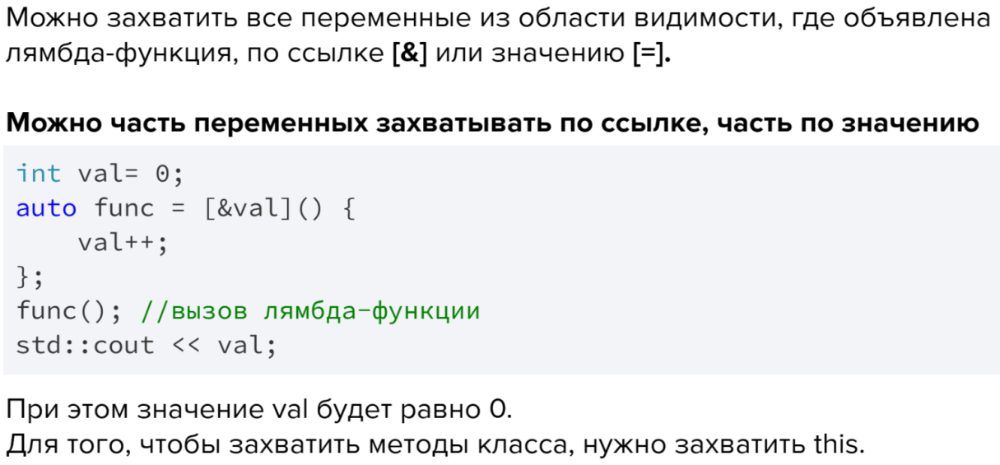 Можно захватить все переменные из области видимости, где объявлена
лямбда-функция, по ссылке [&] или значению [=].
Можно часть переменных захватывать по ссылке, часть по значению
int val= 0;
auto func = [&val]() {
    val++;
};
func(); //вызов лямбда-функции
std::cout << val;
При этом значение val будет равно 0.
Для того, чтобы захватить методы класса, нужно захватить this.